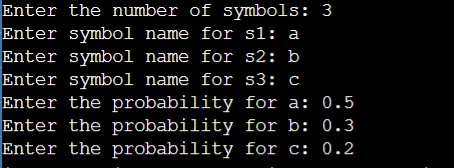 Enter the number of symbols: 3
Enter symbol name for s1: a
Enter symbol name for s2: b
Enter symbol name for s3: c
Enter the probability for a: 0.5
Enter the probability for b: 0.3
Enter the probability for c: 0.2